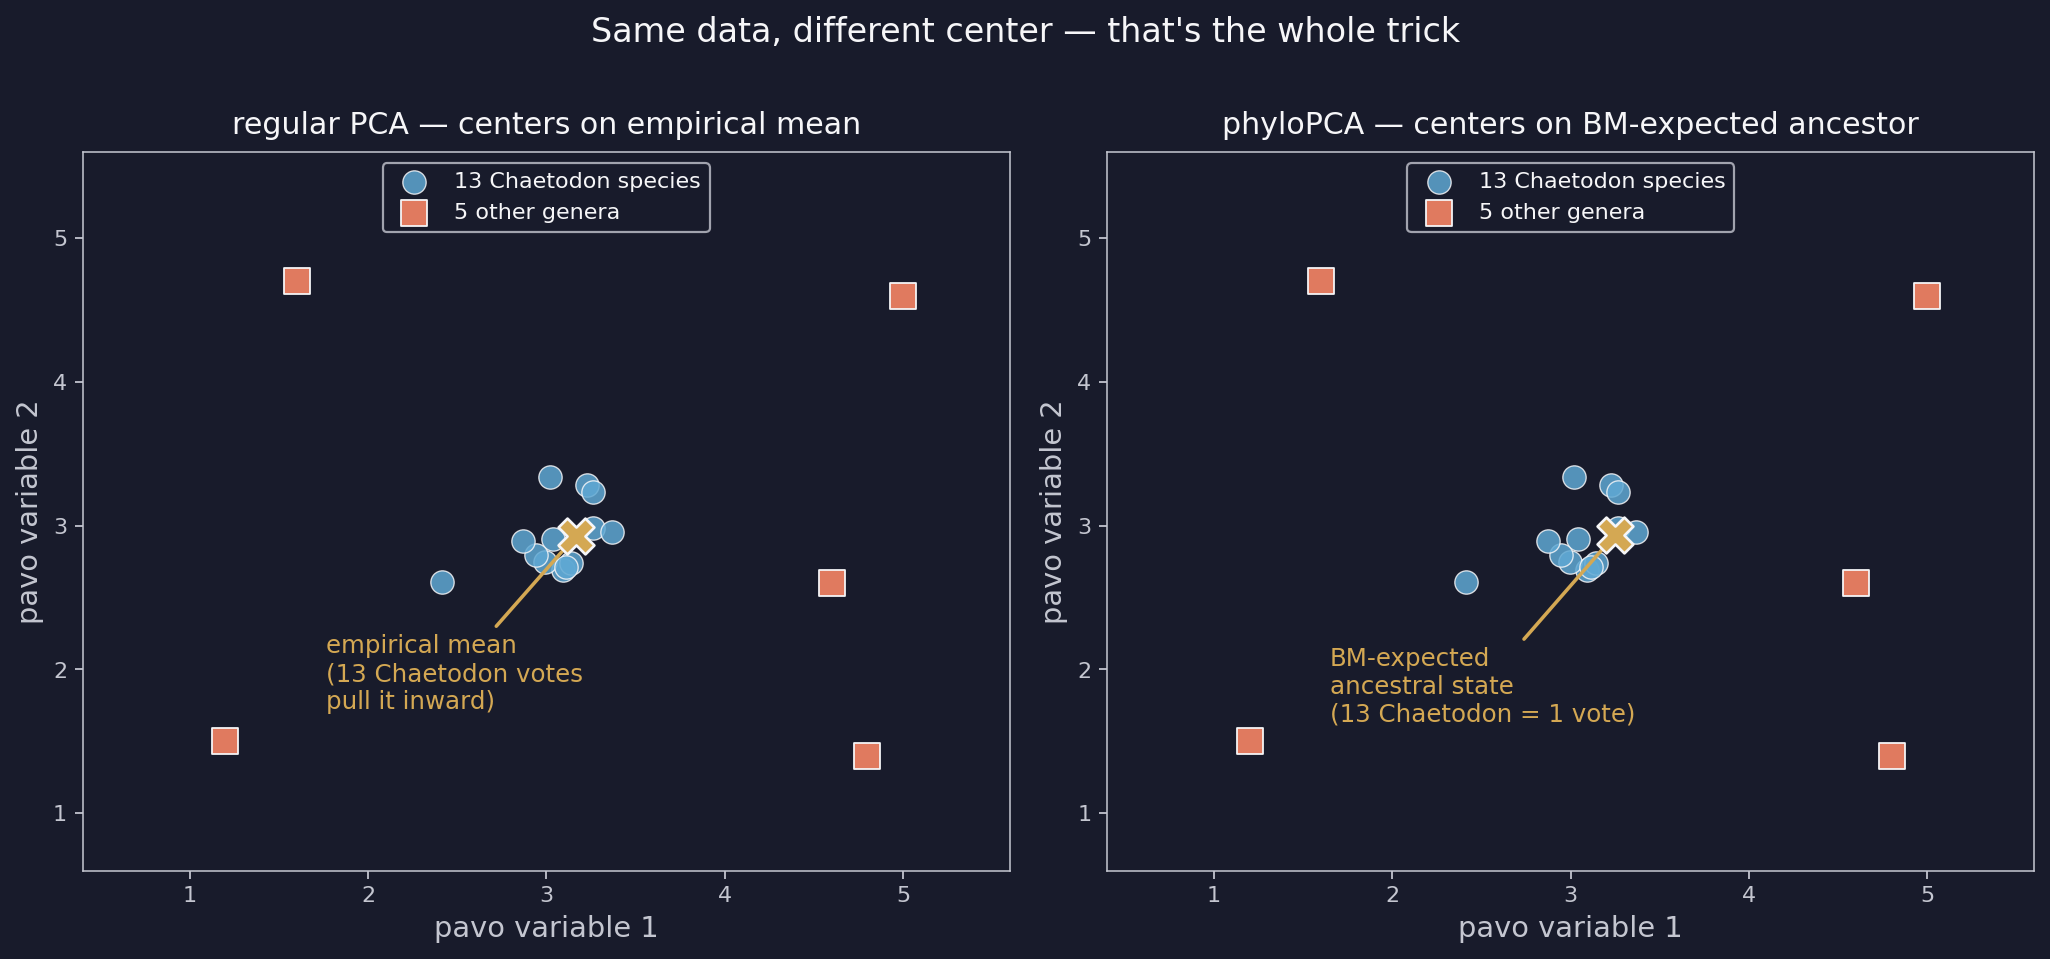 Same data, different center — that's the whole trick
regular PCA — centers on empirical mean
13 Chaetodon species
5 other genera
5
4
3
2
1
pavo variable 2
empirical mean
(13 Chaetodon votes
pull it inward)
1 2 3 4 5
pavo variable 1
phyloPCA — centers on BM-expected ancestor
13 Chaetodon species
5 other genera
5
4
3
2
1
pavo variable 2
BM-expected
ancestral state
(13 Chaetodon = 1 vote)
1 2 3 4 5
pavo variable 1